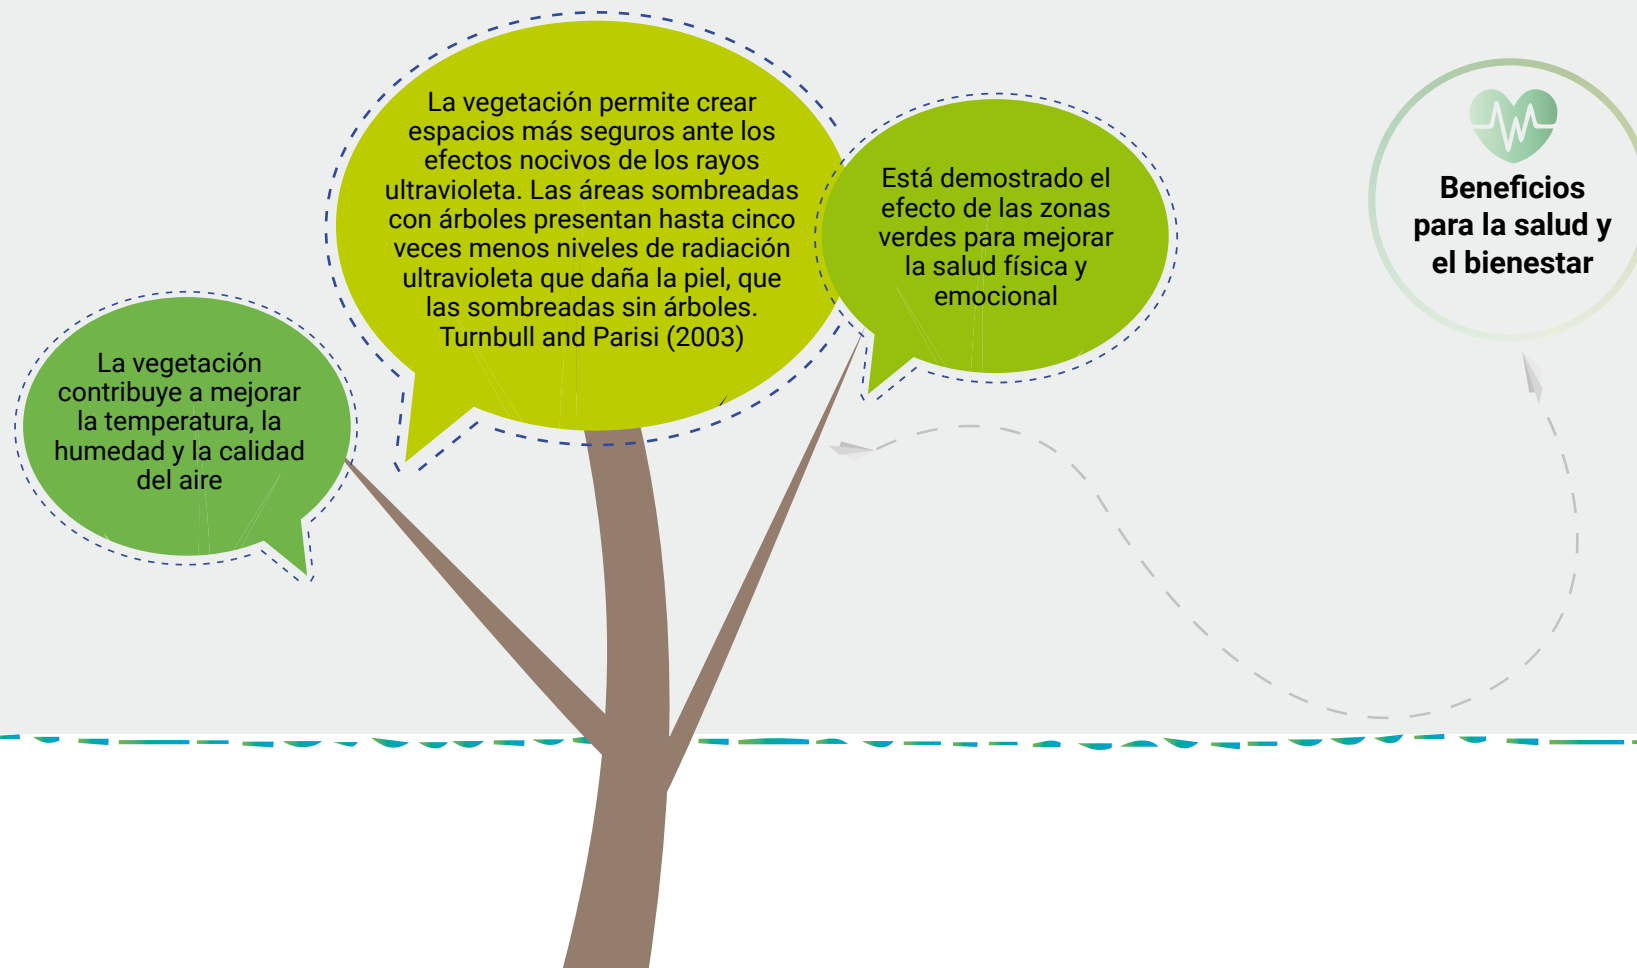 La vegetación permite crear
espacios más seguros ante los
efectos nocivos de los rayos
ultravioleta. Las áreas sombreadas
con árboles presentan hasta cinco
veces menos niveles de radiación
ultravioleta que daña la piel, que
las sombreadas sin árboles.
Turnbull and Parisi (2003)
Está demostrado el
efecto de las zonas
verdes para mejorar
la salud física y
emocional
Beneficios
para la salud y
el bienestar
La vegetación
contribuye a mejorar
la temperatura, la
humedad y la calidad
del aire